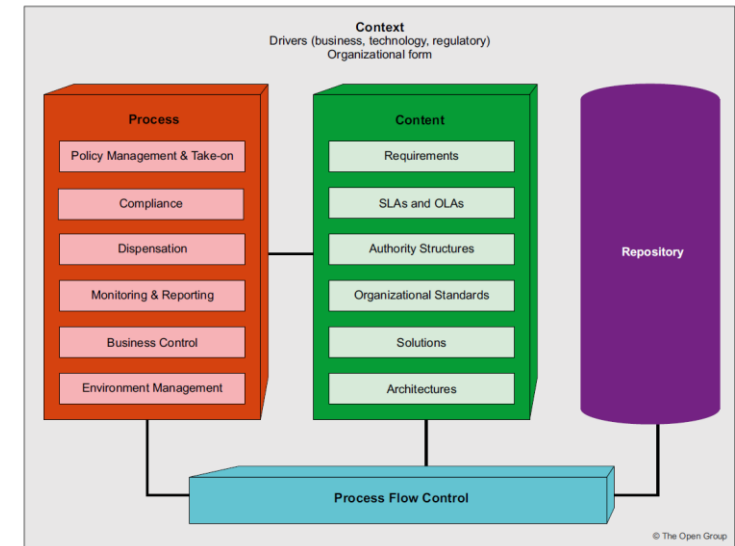 Context
Drivers (business, technology, regulatory)
Organizational form
Process
Policy Management & Take-on
Compliance
Dispensation
Monitoring & Reporting
Business Control
Environment Management
Content
Requirements
SLAs and OLAs
Authority Structures
Organizational Standards
Solutions
Architectures
Repository
Process Flow Control
© The Open Group